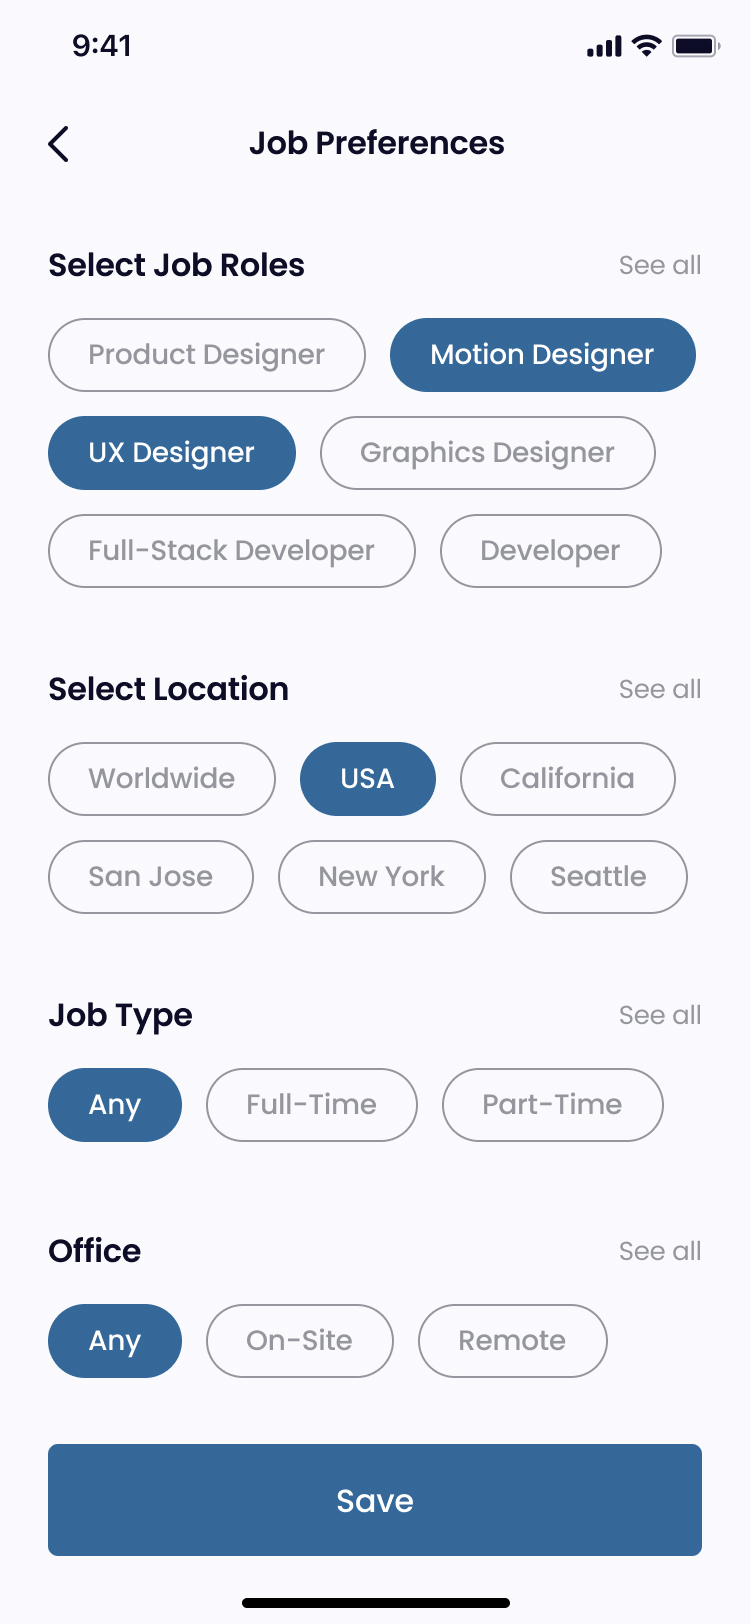 9:41
Job Preferences
Select Job Roles See all
Product Designer Motion Designer
UX Designer Graphics Designer
Full-Stack Developer Developer
Select Location See all
Worldwide USA California
San Jose New York Seattle
Job Type See all
Any Full-Time Part-Time
Office See all
Any On-Site Remote
Save